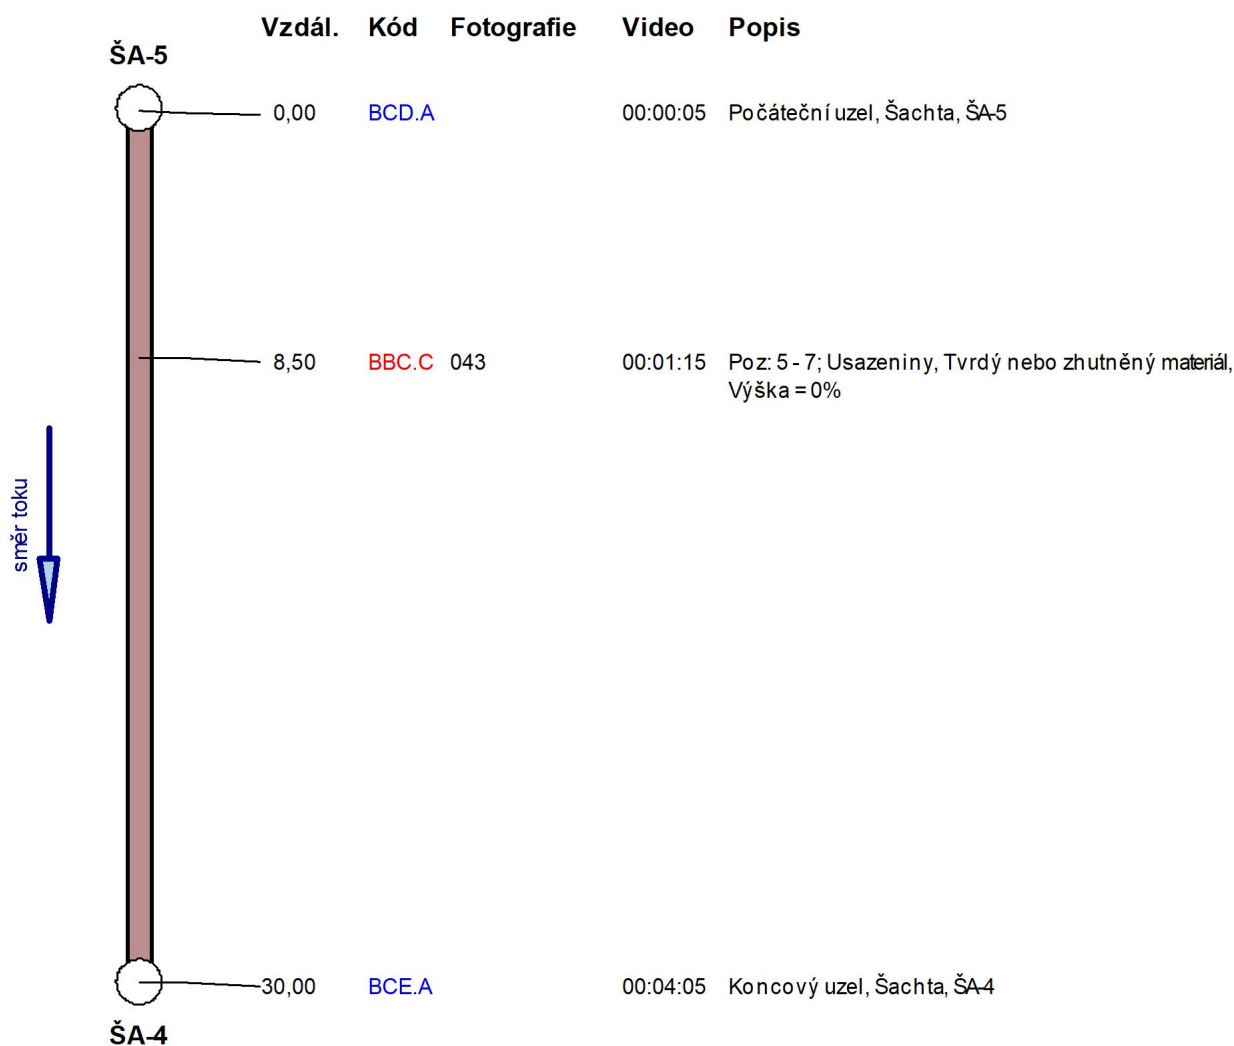 Vzdál. Kód Fotografie Video Popis
ŠA-5
0,00 BCD.A 00:00:05 Počáteční uzel, Šachta, ŠA-5
8,50 BBC.C 043 00:01:15 Poz: 5 - 7; Usazeniny, Tvrdý nebo zhutněný materiál,
Výška = 0%
směr toku
30,00 BCE.A 00:04:05 Koncový uzel, Šachta, ŠA-4
ŠA-4